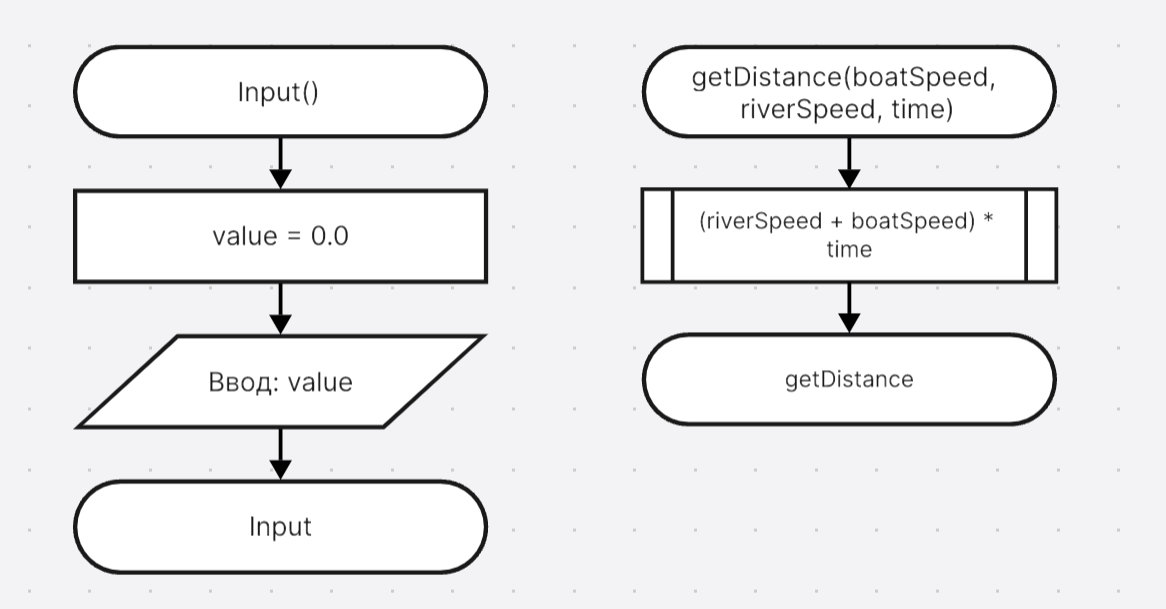 Input()
value = 0.0
Ввод: value
Input
getDistance(boatSpeed,
riverSpeed, time)
(riverSpeed + boatSpeed) *
time
getDistance